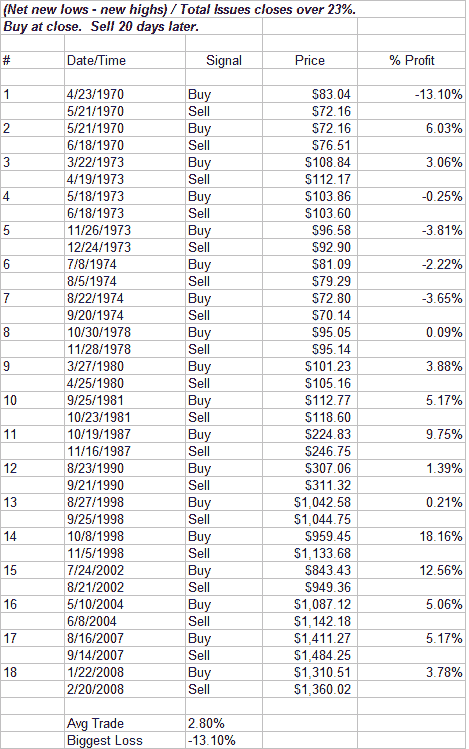 (Net new lows - new highs) / Total Issues closes over 23%.
Buy at close. Sell 20 days later.
# Date/Time Signal Price % Profit
1 4/23/1970 Buy $83.04 -13.10%
5/21/1970 Sell $72.16
2 5/21/1970 Buy $72.16 6.03%
6/18/1970 Sell $76.51
3 3/22/1973 Buy $108.84 3.06%
4/19/1973 Sell $112.17
4 5/18/1973 Buy $103.86 -0.25%
6/18/1973 Sell $103.60
5 11/26/1973 Buy $96.58 -3.81%
12/24/1973 Sell $92.90
6 7/8/1974 Buy $81.09 -2.22%
8/5/1974 Sell $79.29
7 8/22/1974 Buy $72.80 -3.65%
9/20/1974 Sell $70.14
8 10/30/1978 Buy $95.05 0.09%
11/28/1978 Sell $95.14
9 3/27/1980 Buy $101.23 3.88%
4/25/1980 Sell $105.16
10 9/25/1981 Buy $112.77 5.17%
10/23/1981 Sell $118.60
11 10/19/1987 Buy $224.83 9.75%
11/16/1987 Sell $246.75
12 8/23/1990 Buy $307.06 1.39%
9/21/1990 Sell $311.32
13 8/27/1998 Buy $1,042.58 0.21%
9/25/1998 Sell $1,044.75
14 10/8/1998 Buy $959.45 18.16%
11/5/1998 Sell $1,133.68
15 7/24/2002 Buy $843.43 12.56%
8/21/2002 Sell $949.36
16 5/10/2004 Buy $1,087.12 5.06%
6/8/2004 Sell $1,142.18
17 8/16/2007 Buy $1,411.27 5.17%
9/14/2007 Sell $1,484.25
18 1/22/2008 Buy $1,310.51 3.78%
2/20/2008 Sell $1,360.02
Avg Trade 2.80%
Biggest Loss -13.10%